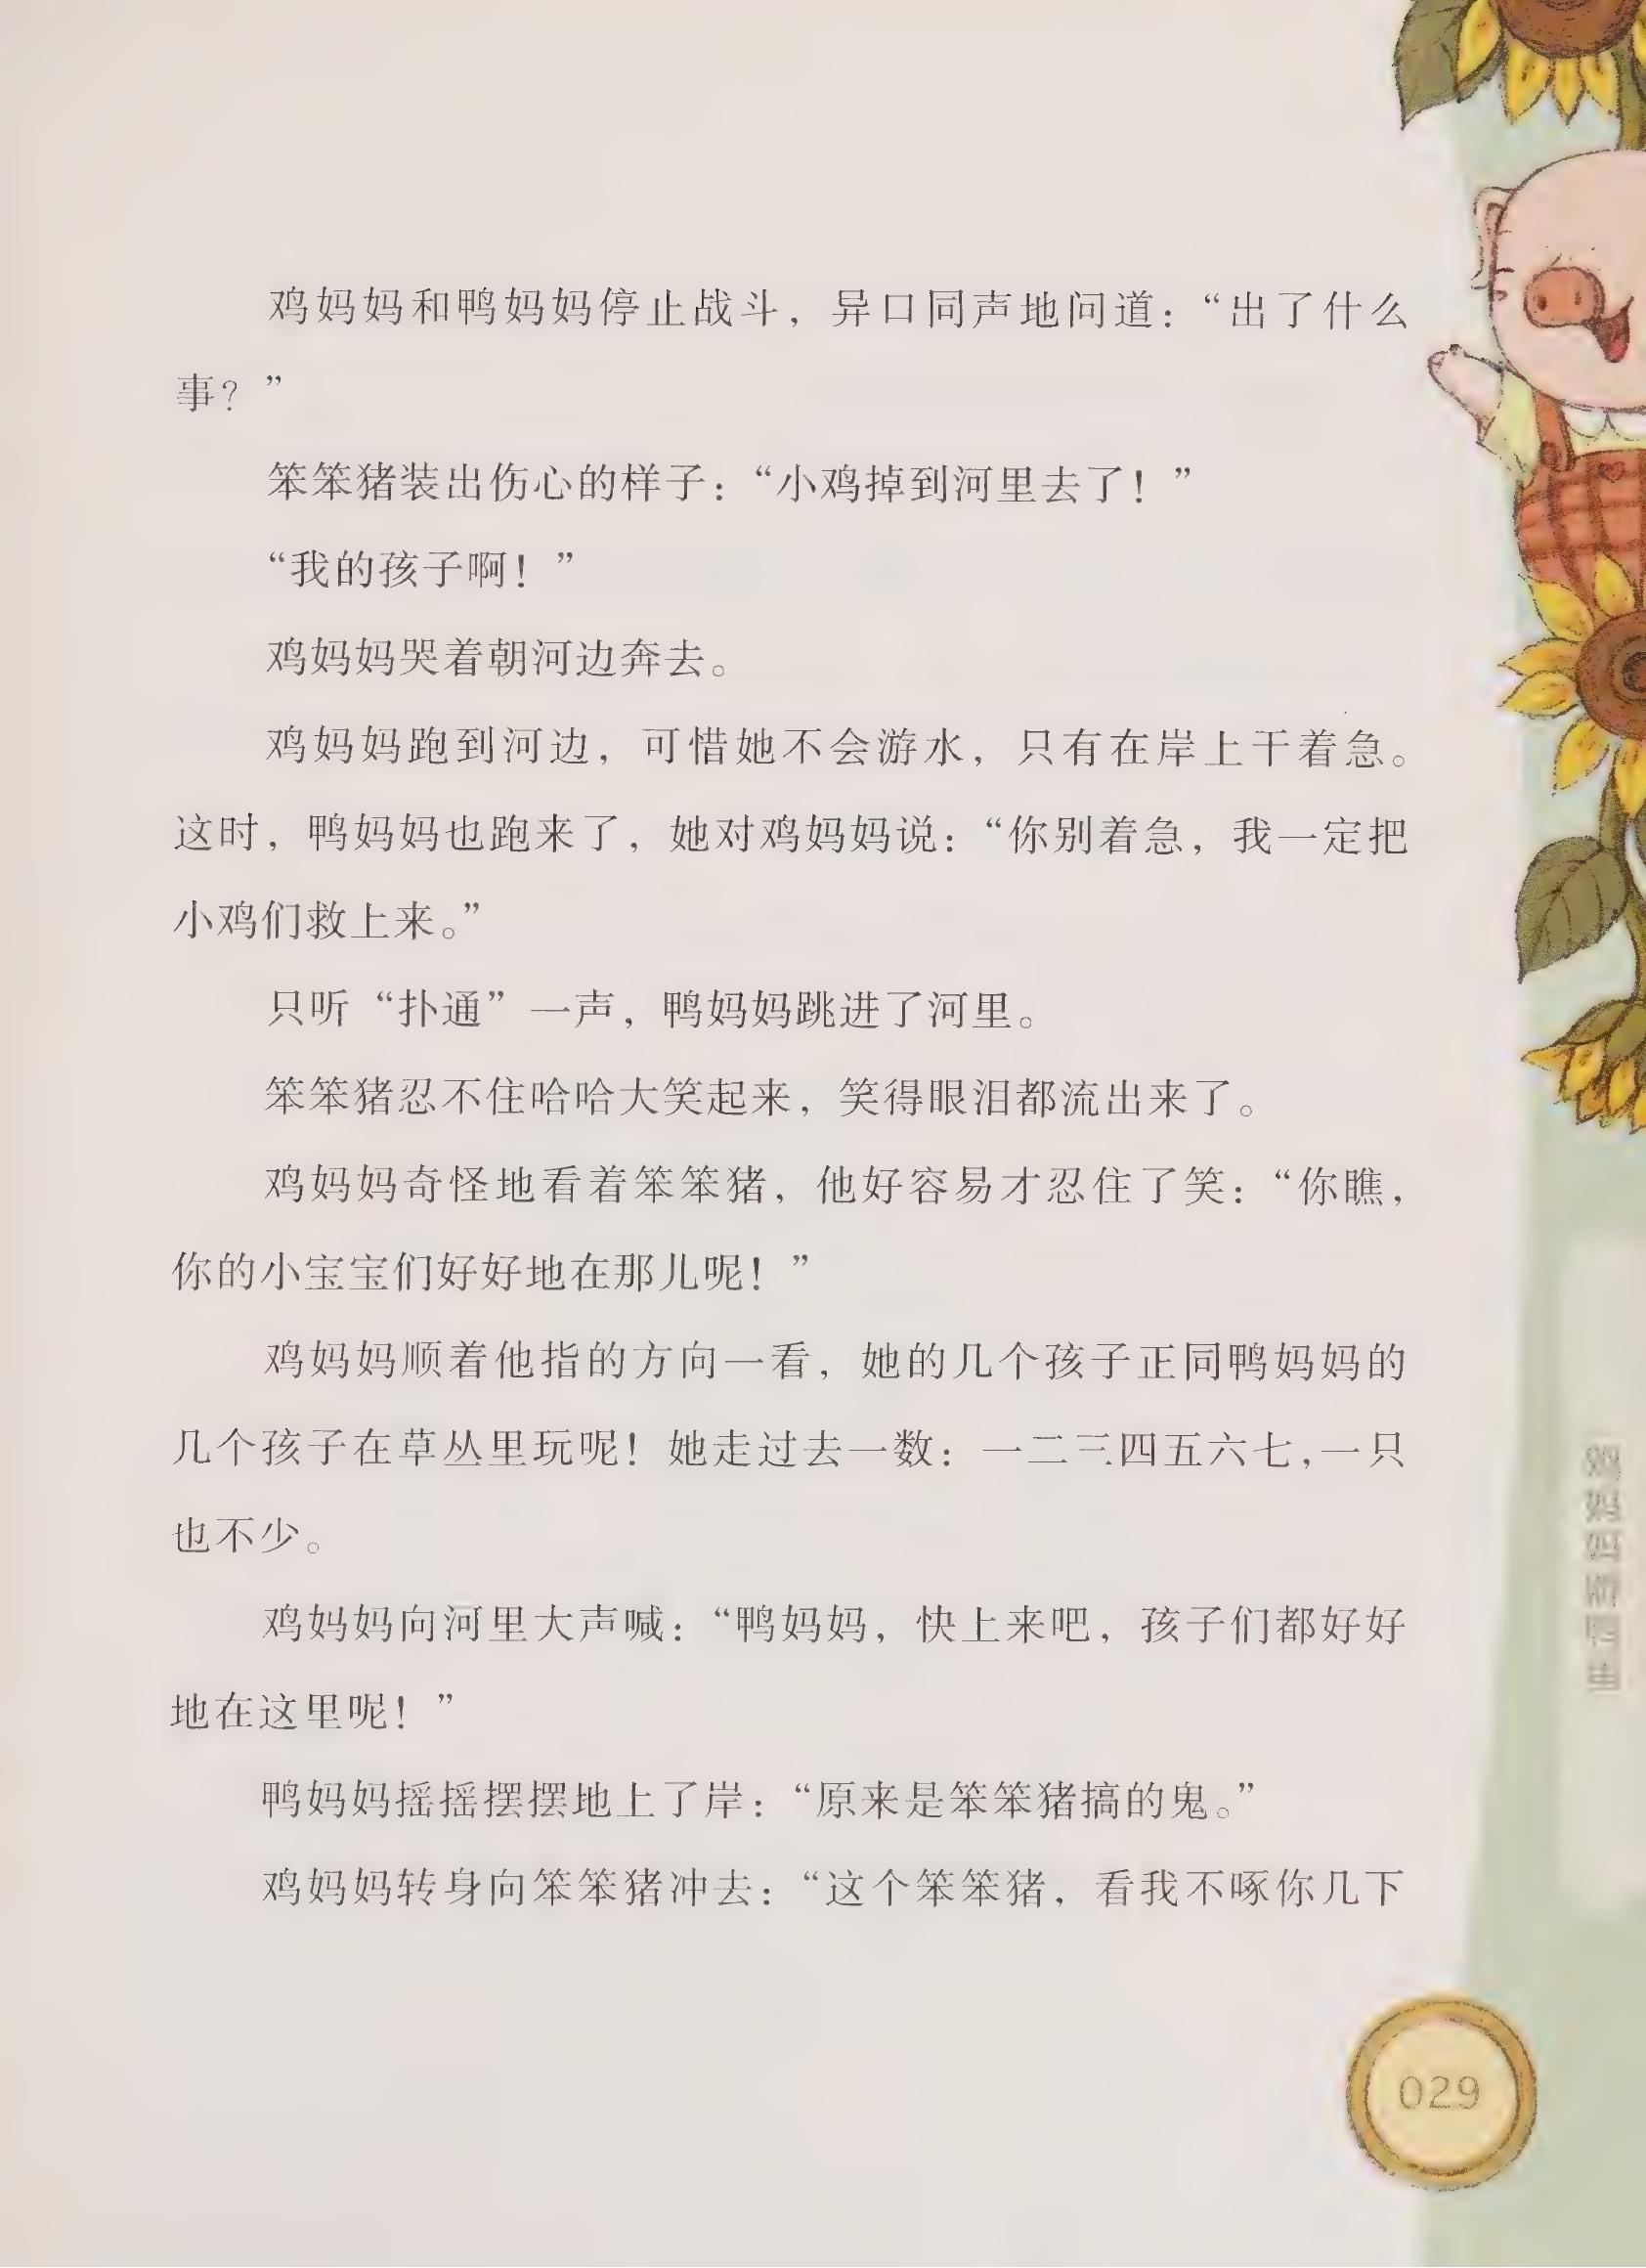 鸡妈妈和鸭妈妈停止战斗，异口同声地问道：“出了什么
事？”
笨笨猪装出伤心的样子：“小鸡掉到河里去了！”
“我的孩子啊！”
鸡妈妈哭着朝河边奔去。
鸡妈妈跑到河边，可惜她不会游水，只有在岸上干着急。
这时，鸭妈妈也跑来了，她对鸡妈妈说：“你别着急，我一定把
小鸡们救上来。”
只听“扑通”一声，鸭妈妈跳进了河里。
笨笨猪忍不住哈哈大笑起来，笑得眼泪都流出来了。
鸡妈妈奇怪地看着笨笨猪，他好容易才忍住了笑：“你瞧，
你的小宝宝们好好地在那儿呢！”
鸡妈妈顺着他指的方向一看，她的几个孩子正同鸭妈妈的
几个孩子在草丛里玩呢！她走过去一数：一二三四五六七，一只
也不少。
鸡妈妈向河里大声喊：“鸭妈妈，快上来吧，孩子们都好好
地在这里呢！”
鸭妈妈摇摇摆摆地上了岸：“原来是笨笨猪搞的鬼。”
鸡妈妈转身向笨笨猪冲去：“这个笨笨猪，看我不啄你几下
029